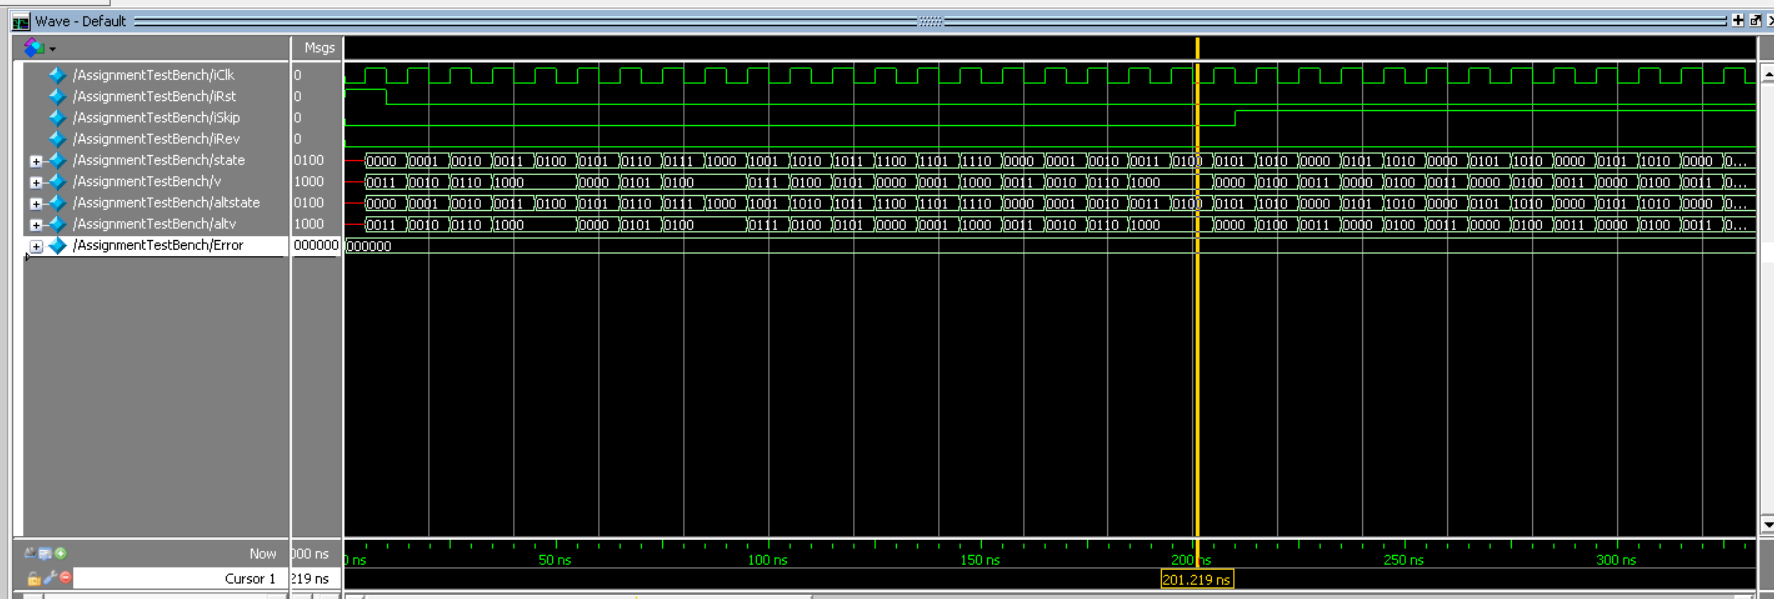 Wave - Default
Msgs
/AssignmentTestBench/iClk 0
/AssignmentTestBench/iRst 0
/AssignmentTestBench/iSkip 0
/AssignmentTestBench/iRev 0
/AssignmentTestBench/state 0100 0000 0001 0010 0011 0100 0101 0110 0111 1000 1001 1010 1011 1100 1101 1110 0000 0001 0010 0011 0100 0101 1010 0000 0101 1010 0000 0101 1010 0000 0101 1010 0000 0...
/AssignmentTestBench/v 1000 0011 0010 0110 1000 0000 0101 0100 0111 0100 0101 0000 0001 1000 0011 0010 0110 1000 0000 0100 0011 0000 0100 0011 0000 0100 0011 0000 0100 0011 0...
/AssignmentTestBench/altstate 0100 0000 0001 0010 0011 0100 0101 0110 0111 1000 1001 1010 1011 1100 1101 1110 0000 0001 0010 0011 0100 0101 1010 0000 0101 1010 0000 0101 1010 0000 0101 1010 0000 0...
/AssignmentTestBench/altv 1000 0011 0010 0110 1000 0000 0101 0100 0111 0100 0101 0000 0001 1000 0011 0010 0110 1000 0000 0100 0011 0000 0100 0011 0000 0100 0011 0000 0100 0011 0...
/AssignmentTestBench/Error 000000 000000
Now 000 ns 0 ns 50 ns 100 ns 150 ns 200 ns 250 ns 300 ns
Cursor 1 219 ns 201.219 ns